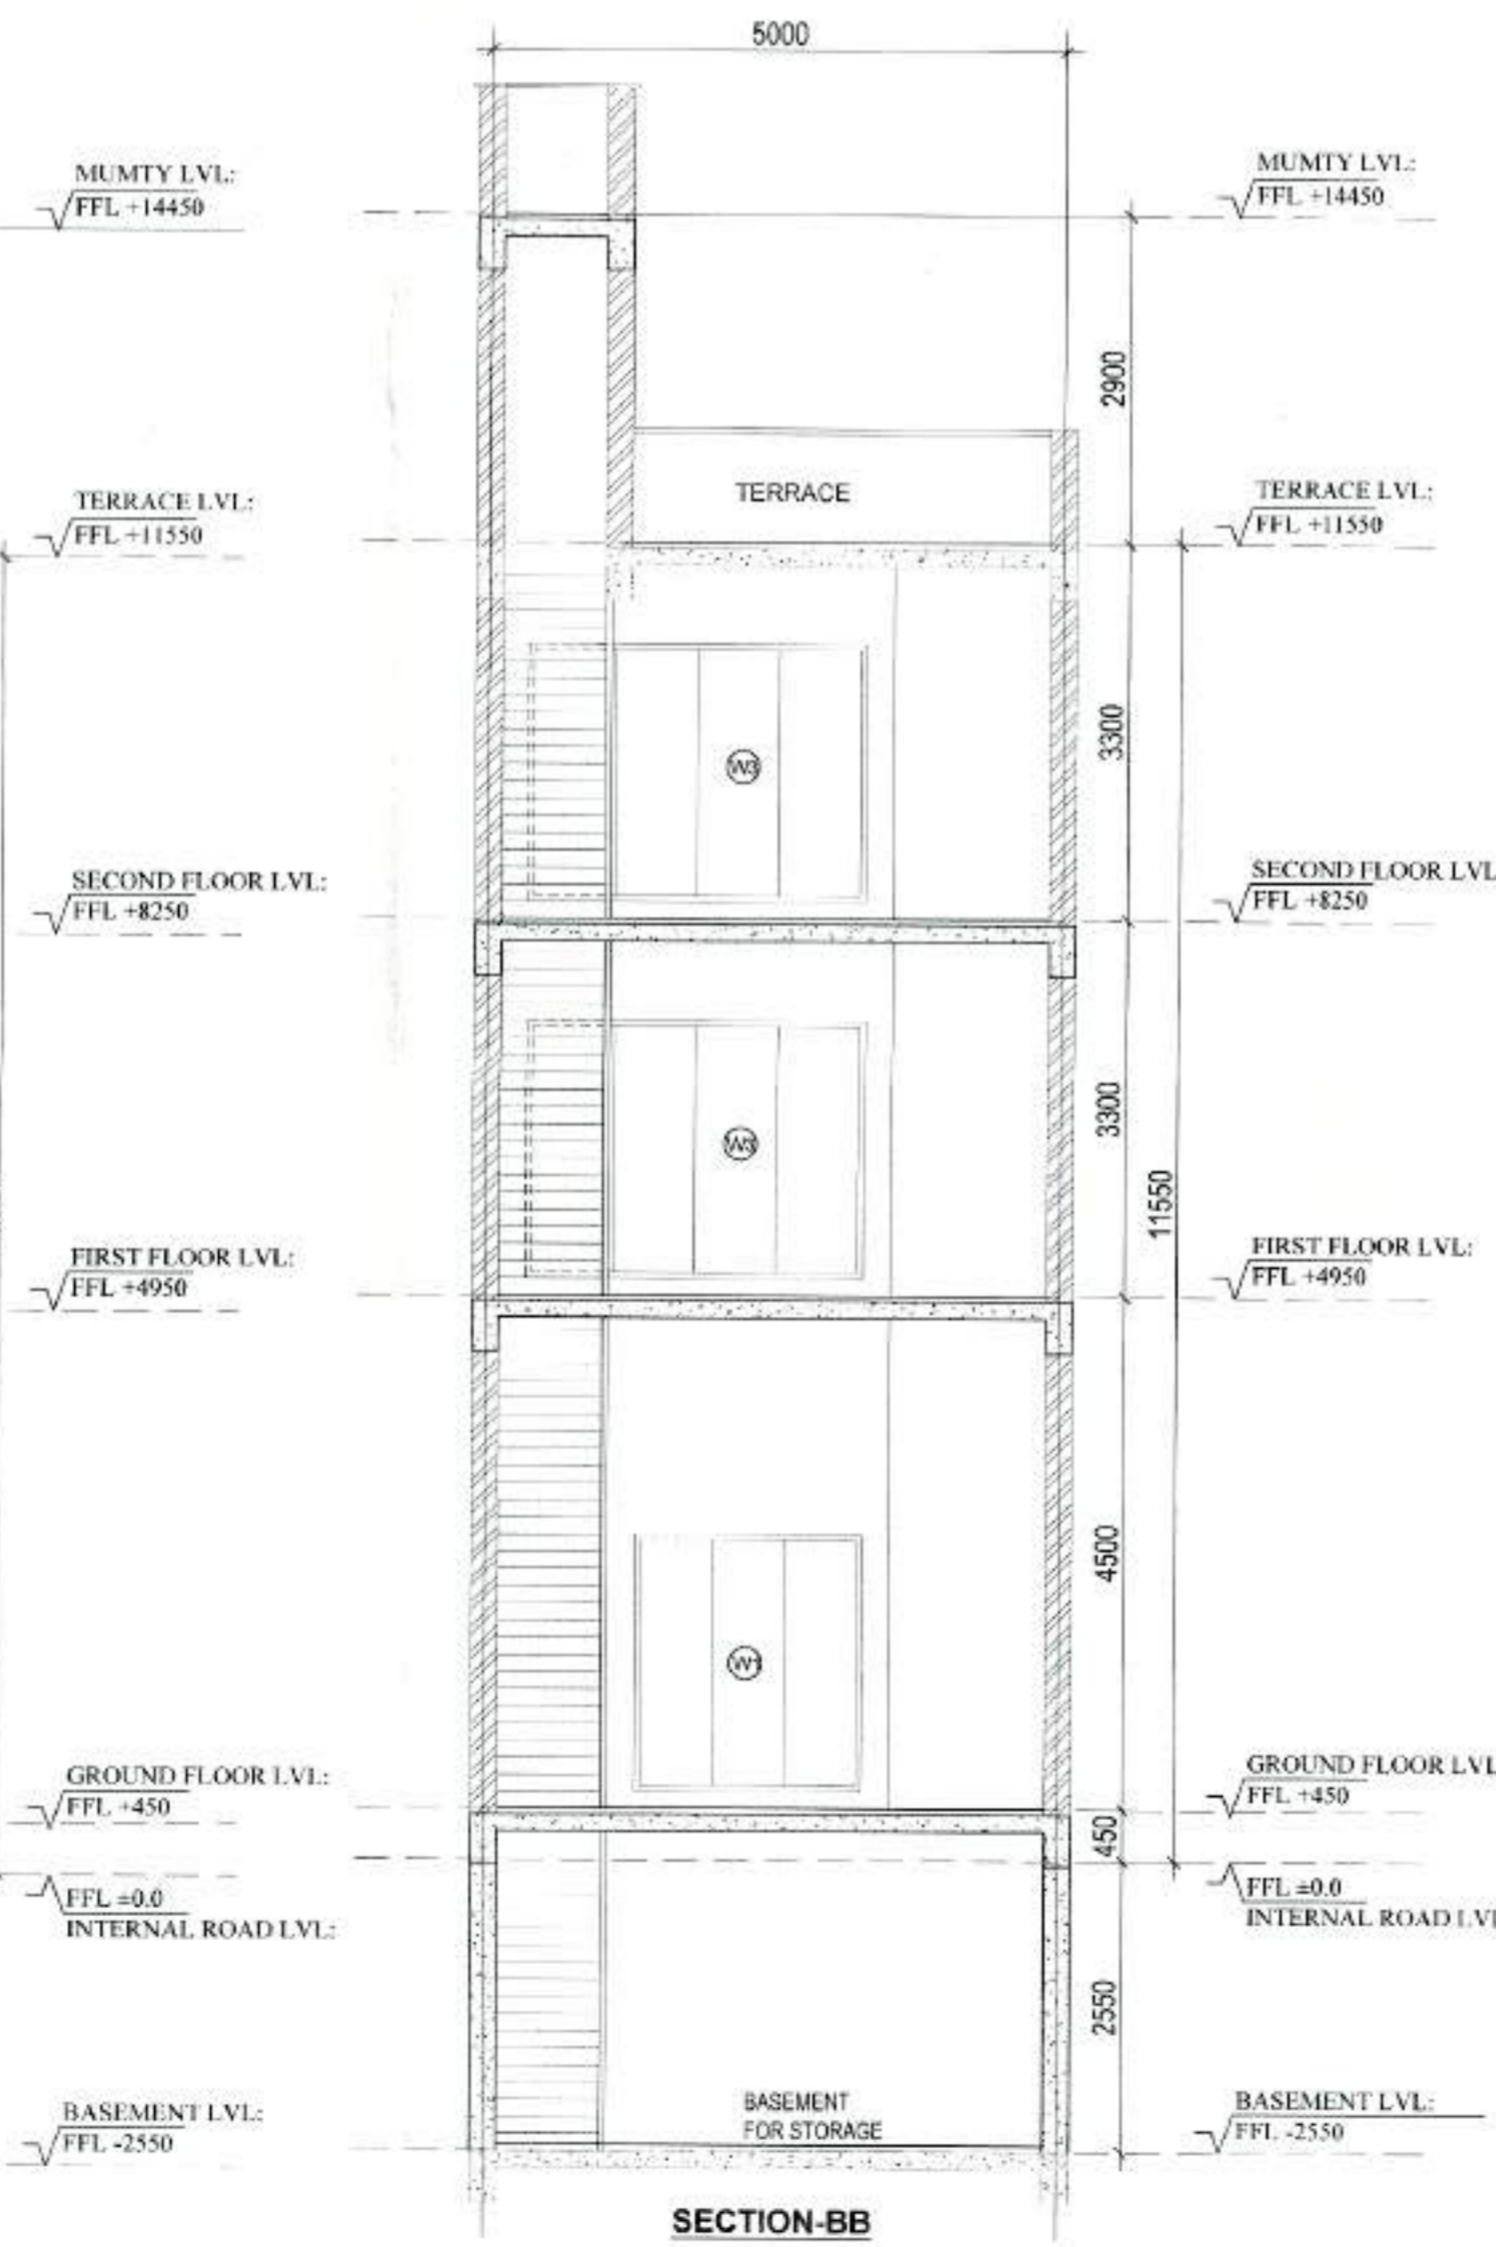 5000
MUMTY LVL:
FFL +14450
MUMTY LVL:
FFL +14450
2900
TERRACE LVL:
FFL +11550
TERRACE
TERRACE LVL:
FFL +11550
3300
W3
SECOND FLOOR LVL:
FFL +8250
SECOND FLOOR LVL
FFL +8250
3300
W3
11550
FIRST FLOOR LVL:
FFL +4950
FIRST FLOOR LVL:
FFL +4950
4500
W1
GROUND FLOOR LVL:
FFL +450
GROUND FLOOR LVL
FFL +450
450
FFL ±0.0
INTERNAL ROAD LVL:
FFL ±0.0
INTERNAL ROAD LVL
2550
BASEMENT LVL:
FFL -2550
BASEMENT
FOR STORAGE
BASEMENT LVL:
FFL -2550
SECTION-BB